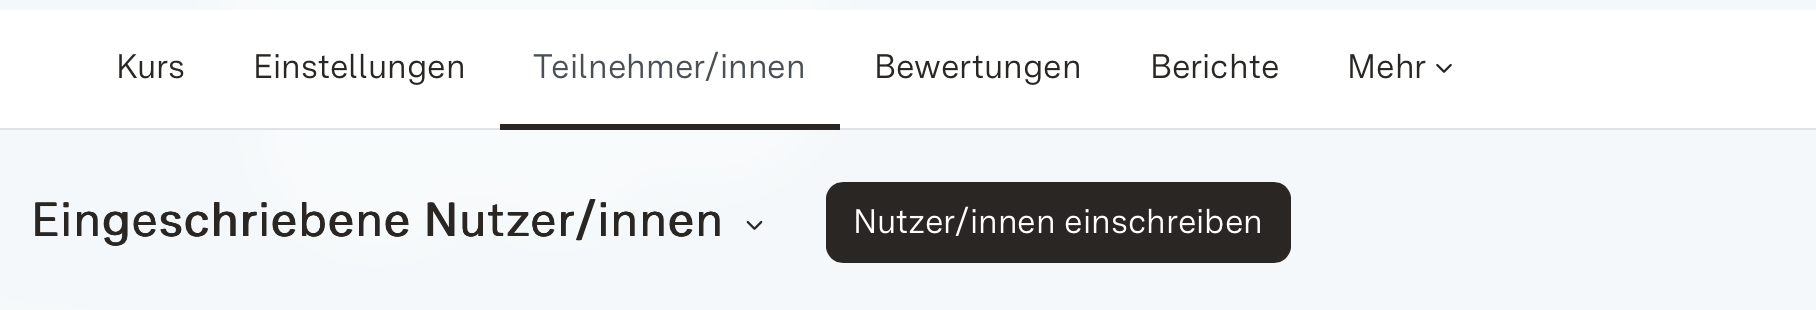 Kurs Einstellungen Teilnehmer/innen Bewertungen Berichte Mehr
Eingeschriebene Nutzer/innen Nutzer/innen einschreiben